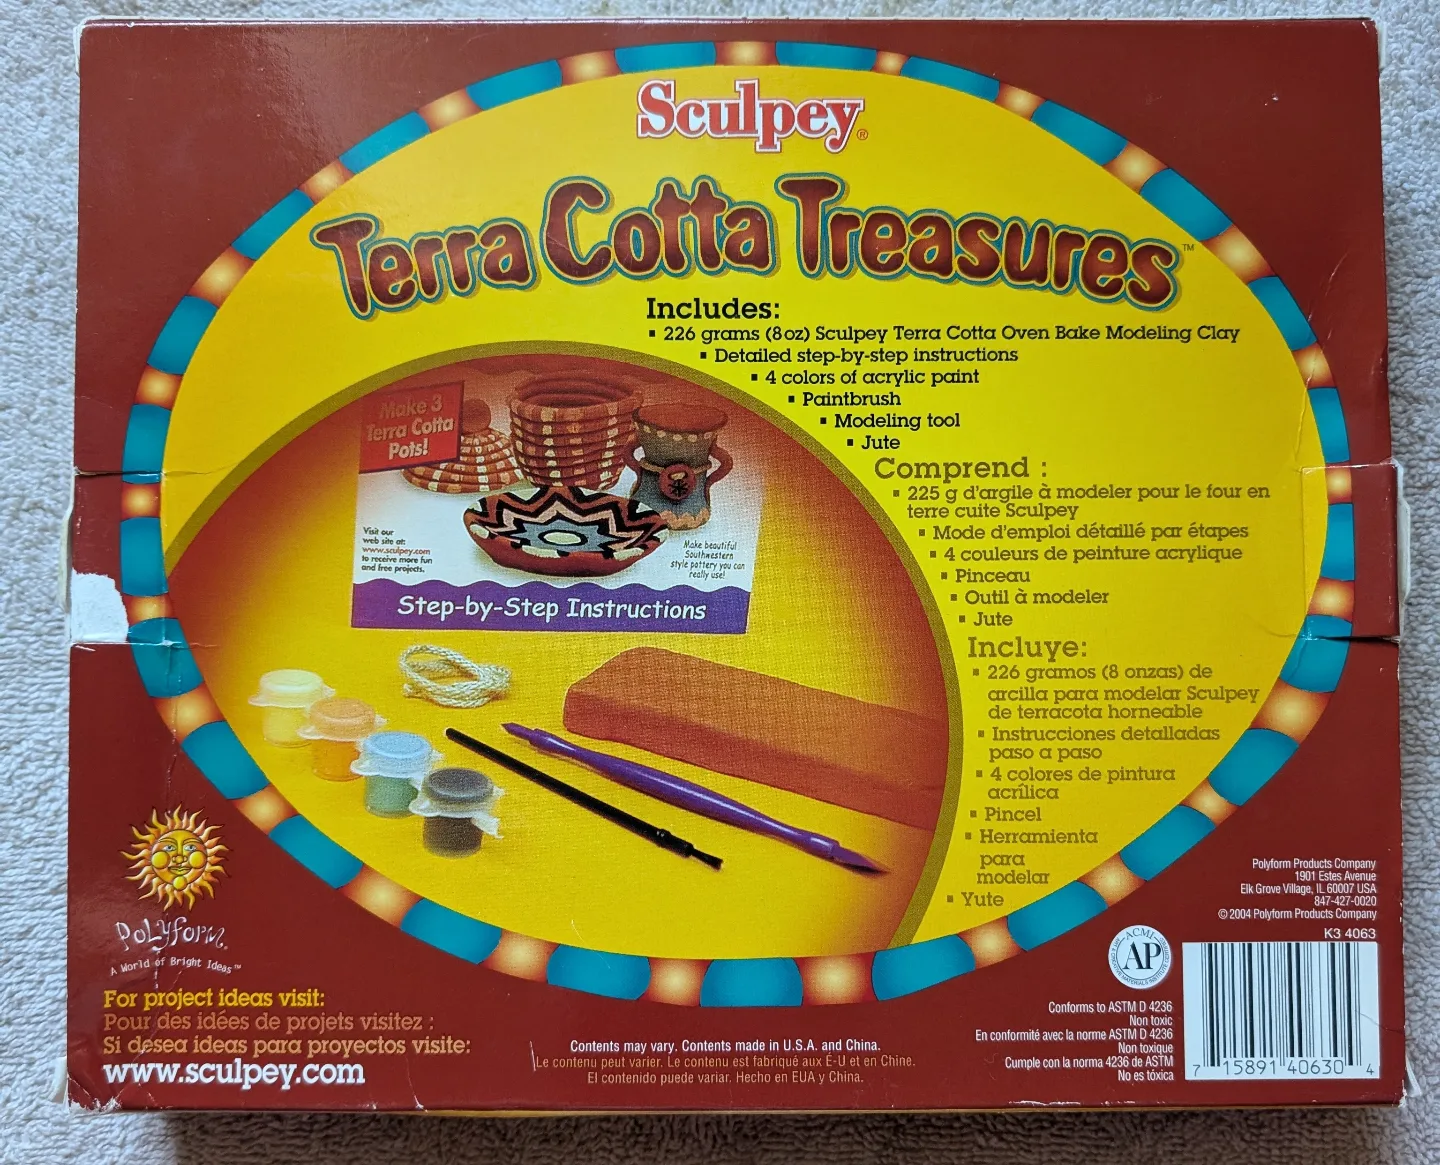 Sculpey®
Terra Cotta Treasures™
Includes:
▪ 226 grams (8 oz) Sculpey Terra Cotta Oven Bake Modeling Clay
▪ Detailed step-by-step instructions
▪ 4 colors of acrylic paint
▪ Paintbrush
▪ Modeling tool
▪ Jute
Comprend :
▪ 225 g d'argile à modeler pour le four en
terre cuite Sculpey
▪ Mode d'emploi détaillé par étapes
▪ 4 couleurs de peinture acrylique
▪ Pinceau
▪ Outil à modeler
▪ Jute
Incluye:
▪ 226 gramos (8 onzas) de
arcilla para modelar Sculpey
de terracota horneable
▪ Instrucciones detalladas
paso a paso
▪ 4 colores de pintura
acrílica
▪ Pincel
▪ Herramienta
para
modelar
▪ Yute
Make 3
Terra Cotta
Pots!
Visit our
web site at:
www.sculpey.com
to receive more fun
and free projects.
Make beautiful
Southwestern
style pottery you can
really use!
Step-by-Step Instructions
Polyform®
A World of Bright Ideas™
For project ideas visit:
Pour des idées de projets visitez :
Si desea ideas para proyectos visite:
www.sculpey.com
Contents may vary. Contents made in U.S.A. and China.
Le contenu peut varier. Le contenu est fabriqué aux É-U et en Chine.
El contenido puede variar. Hecho en EUA y China.
Polyform Products Company
1901 Estes Avenue
Elk Grove Village, IL 60007 USA
847-427-0020
© 2004 Polyform Products Company
K3 4063
ACMI
AP
Conforms to ASTM D 4236
Non toxic
En conformité avec la norme ASTM D 4236
Non toxique
Cumple con la norma 4236 de ASTM
No es tóxica
7 15891 40630 4